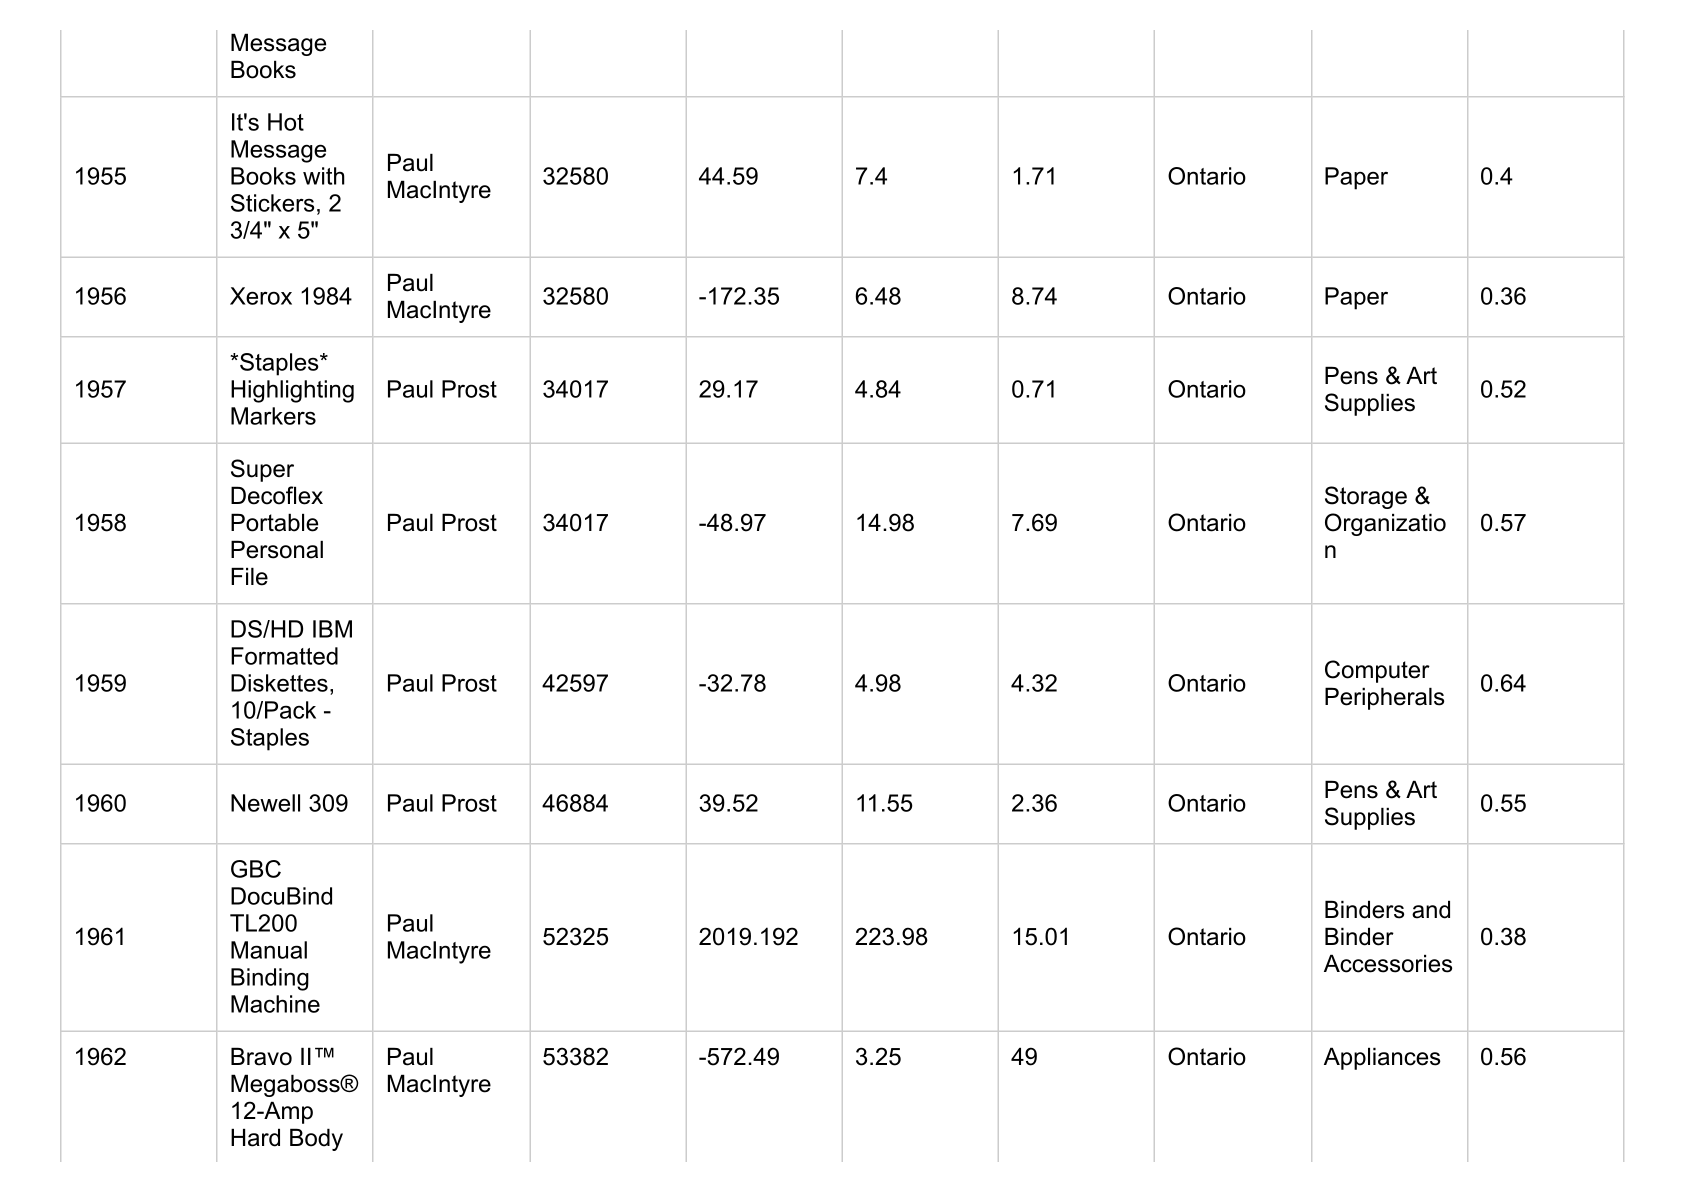 Message
Books
1955
It's Hot
Message
Books with
Stickers, 2
3/4" x 5"
Paul
MacIntyre
32580
44.59
7.4
1.71
Ontario
Paper
0.4
1956
Xerox 1984
Paul
MacIntyre
32580
-172.35
6.48
8.74
Ontario
Paper
0.36
1957
*Staples*
Highlighting
Markers
Paul Prost
34017
29.17
4.84
0.71
Ontario
Pens & Art
Supplies
0.52
1958
Super
Decoflex
Portable
Personal
File
Paul Prost
34017
-48.97
14.98
7.69
Ontario
Storage &
Organizatio
n
0.57
1959
DS/HD IBM
Formatted
Diskettes,
10/Pack -
Staples
Paul Prost
42597
-32.78
4.98
4.32
Ontario
Computer
Peripherals
0.64
1960
Newell 309
Paul Prost
46884
39.52
11.55
2.36
Ontario
Pens & Art
Supplies
0.55
1961
GBC
DocuBind
TL200
Manual
Binding
Machine
Paul
MacIntyre
52325
2019.192
223.98
15.01
Ontario
Binders and
Binder
Accessories
0.38
1962
Bravo II™
Megaboss®
12-Amp
Hard Body
Paul
MacIntyre
53382
-572.49
3.25
49
Ontario
Appliances
0.56